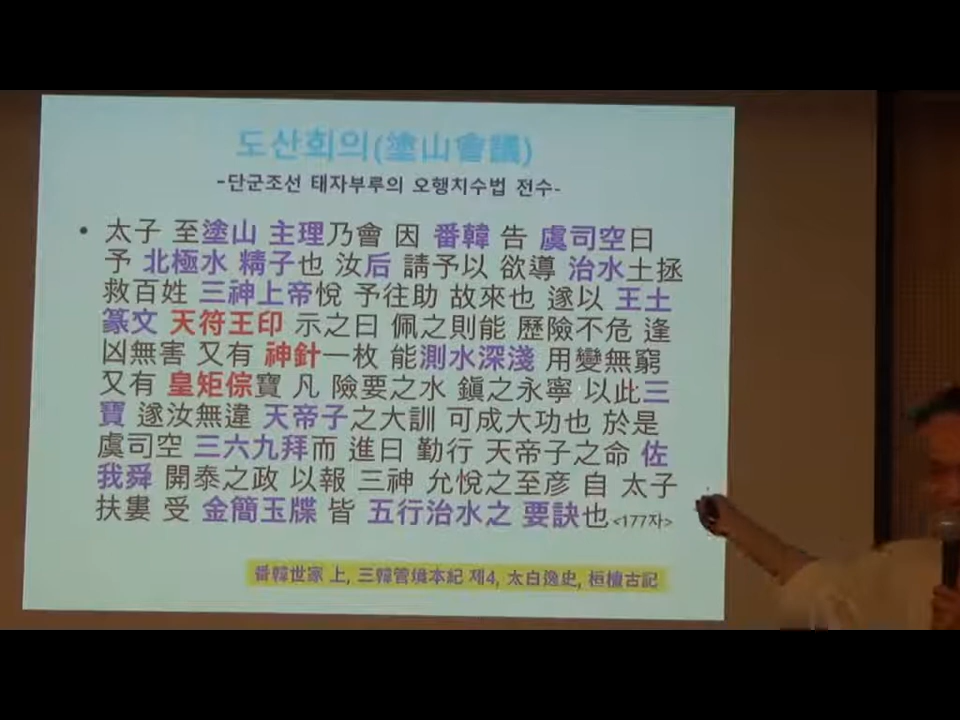 도산회의(塗山會議)
-단군조선 태자부루의 오행치수법 전수-
• 太子 至塗山 主理乃會 因 番韓 告 虞司空曰
予 北極水 精子也 汝后 請予以 欲導 治水土拯
救百姓 三神上帝悅 予往助 故來也 遂以 王土
篆文 天符王印 示之曰 佩之則能 歷險不危 逢
凶無害 又有 神針一枚 能測水深淺 用變無窮
又有 皇矩倧寶 凡 險要之水 鎭之永寧 以此三
寶 遂汝無違 天帝子之大訓 可成大功也 於是
虞司空 三六九拜而 進曰 勤行 天帝子之命 佐
我舜 開泰之政 以報 三神 允悅之至彦 自 太子
扶婁 受 金簡玉牒 皆 五行治水之 要訣也 <177자>
番韓世家 上, 三韓管境本紀 제4, 太白逸史, 桓檀古記